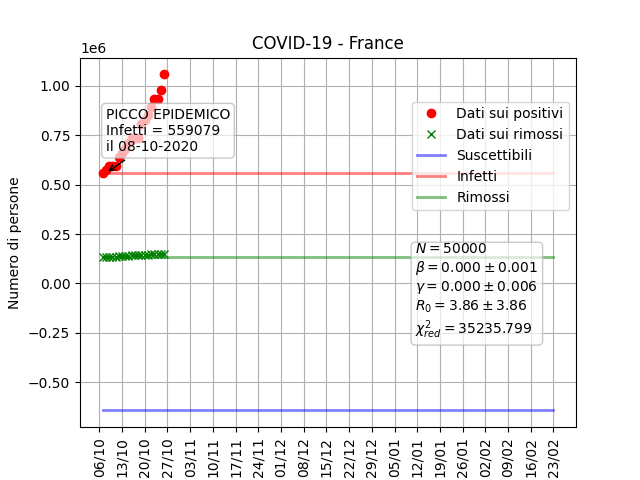 COVID-19 - France
1e6
1.00
0.75
0.50
0.25
0.00
−0.25
−0.50
Numero di persone
PICCO EPIDEMICO
Infetti = 559079
il 08-10-2020
Dati sui positivi
Dati sui rimossi
Suscettibili
Infetti
Rimossi
N = 50000
β = 0.000 ± 0.001
γ = 0.000 ± 0.006
R₀ = 3.86 ± 3.86
χ²_red = 35235.799
06/10
13/10
20/10
27/10
03/11
10/11
17/11
24/11
01/12
08/12
15/12
22/12
29/12
05/01
12/01
19/01
26/01
02/02
09/02
16/02
23/02